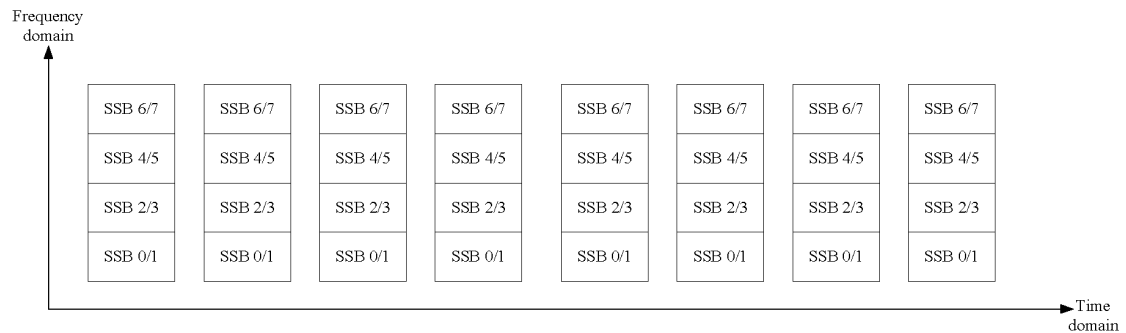 Frequency
domain
SSB 6/7 SSB 6/7 SSB 6/7 SSB 6/7 SSB 6/7 SSB 6/7 SSB 6/7 SSB 6/7
SSB 4/5 SSB 4/5 SSB 4/5 SSB 4/5 SSB 4/5 SSB 4/5 SSB 4/5 SSB 4/5
SSB 2/3 SSB 2/3 SSB 2/3 SSB 2/3 SSB 2/3 SSB 2/3 SSB 2/3 SSB 2/3
SSB 0/1 SSB 0/1 SSB 0/1 SSB 0/1 SSB 0/1 SSB 0/1 SSB 0/1 SSB 0/1
Time
domain